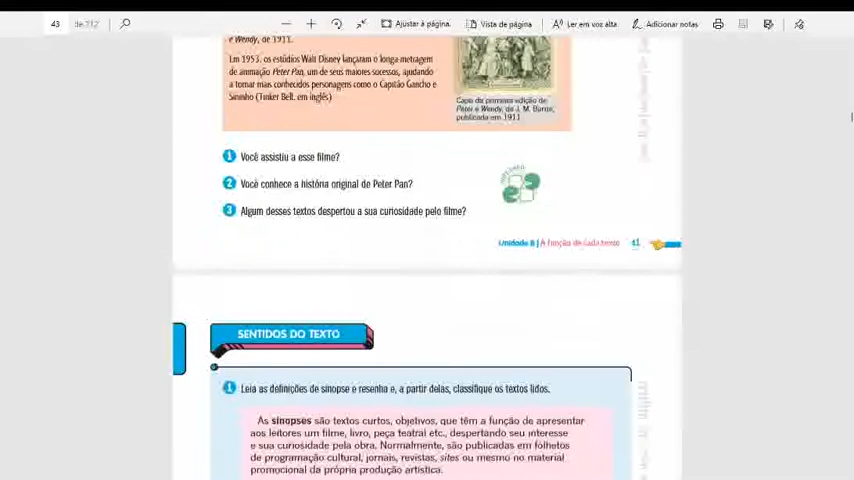 43 de 112 Ajustar à página. Vista de página Ler em voz alta Adicionar notas
e Wendy, de 1911.
Em 1953, os estúdios Walt Disney lançaram o longa metragem
de animação Peter Pan, um de seus maiores sucessos, ajudando
a tornar mais conhecidos personagens como o Capitão Gancho e
Sininho (Tinker Bell, em inglês)
Capa da primeira edição de
Peter e Wendy, de J. M. Barrie,
publicada em 1911
1 Você assistiu a esse filme?
2 Você conhece a história original de Peter Pan?
3 Algum desses textos despertou a sua curiosidade pelo filme?
Unidade 8 | A função de cada texto 41
SENTIDOS DO TEXTO
1 Leia as definições de sinopse e resenha e, a partir delas, classifique os textos lidos.
As sinopses são textos curtos, objetivos, que têm a função de apresentar
aos leitores um filme, livro, peça teatral etc., despertando seu interesse
e sua curiosidade pela obra. Normalmente, são publicadas em folhetos
de programação cultural, jornais, revistas, sites ou mesmo no material
promocional da própria produção artística.